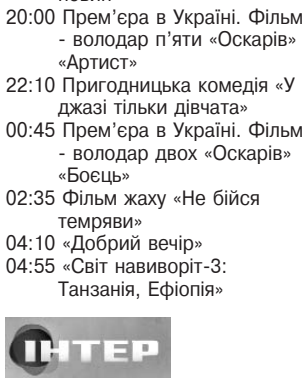 20:00 Прем’єра в Україні. Фільм
- володар п’яти «Оскарів»
«Артист»
22:10 Пригодницька комедія «У
джазі тільки дівчата»
00:45 Прем’єра в Україні. Фільм
- володар двох «Оскарів»
«Боєць»
02:35 Фільм жаху «Не бійся
темряви»
04:10 «Добрий вечір»
04:55 «Світ навиворіт-3:
Танзанія, Ефіопія»
ІНТЕР